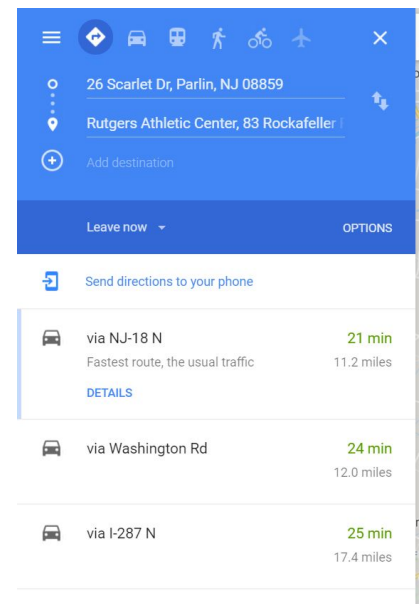 26 Scarlet Dr, Parlin, NJ 08859
Rutgers Athletic Center, 83 Rockafeller
Add destination
Leave now
OPTIONS
Send directions to your phone
via NJ-18 N 21 min
Fastest route, the usual traffic 11.2 miles
DETAILS
via Washington Rd 24 min
12.0 miles
via I-287 N 25 min
17.4 miles